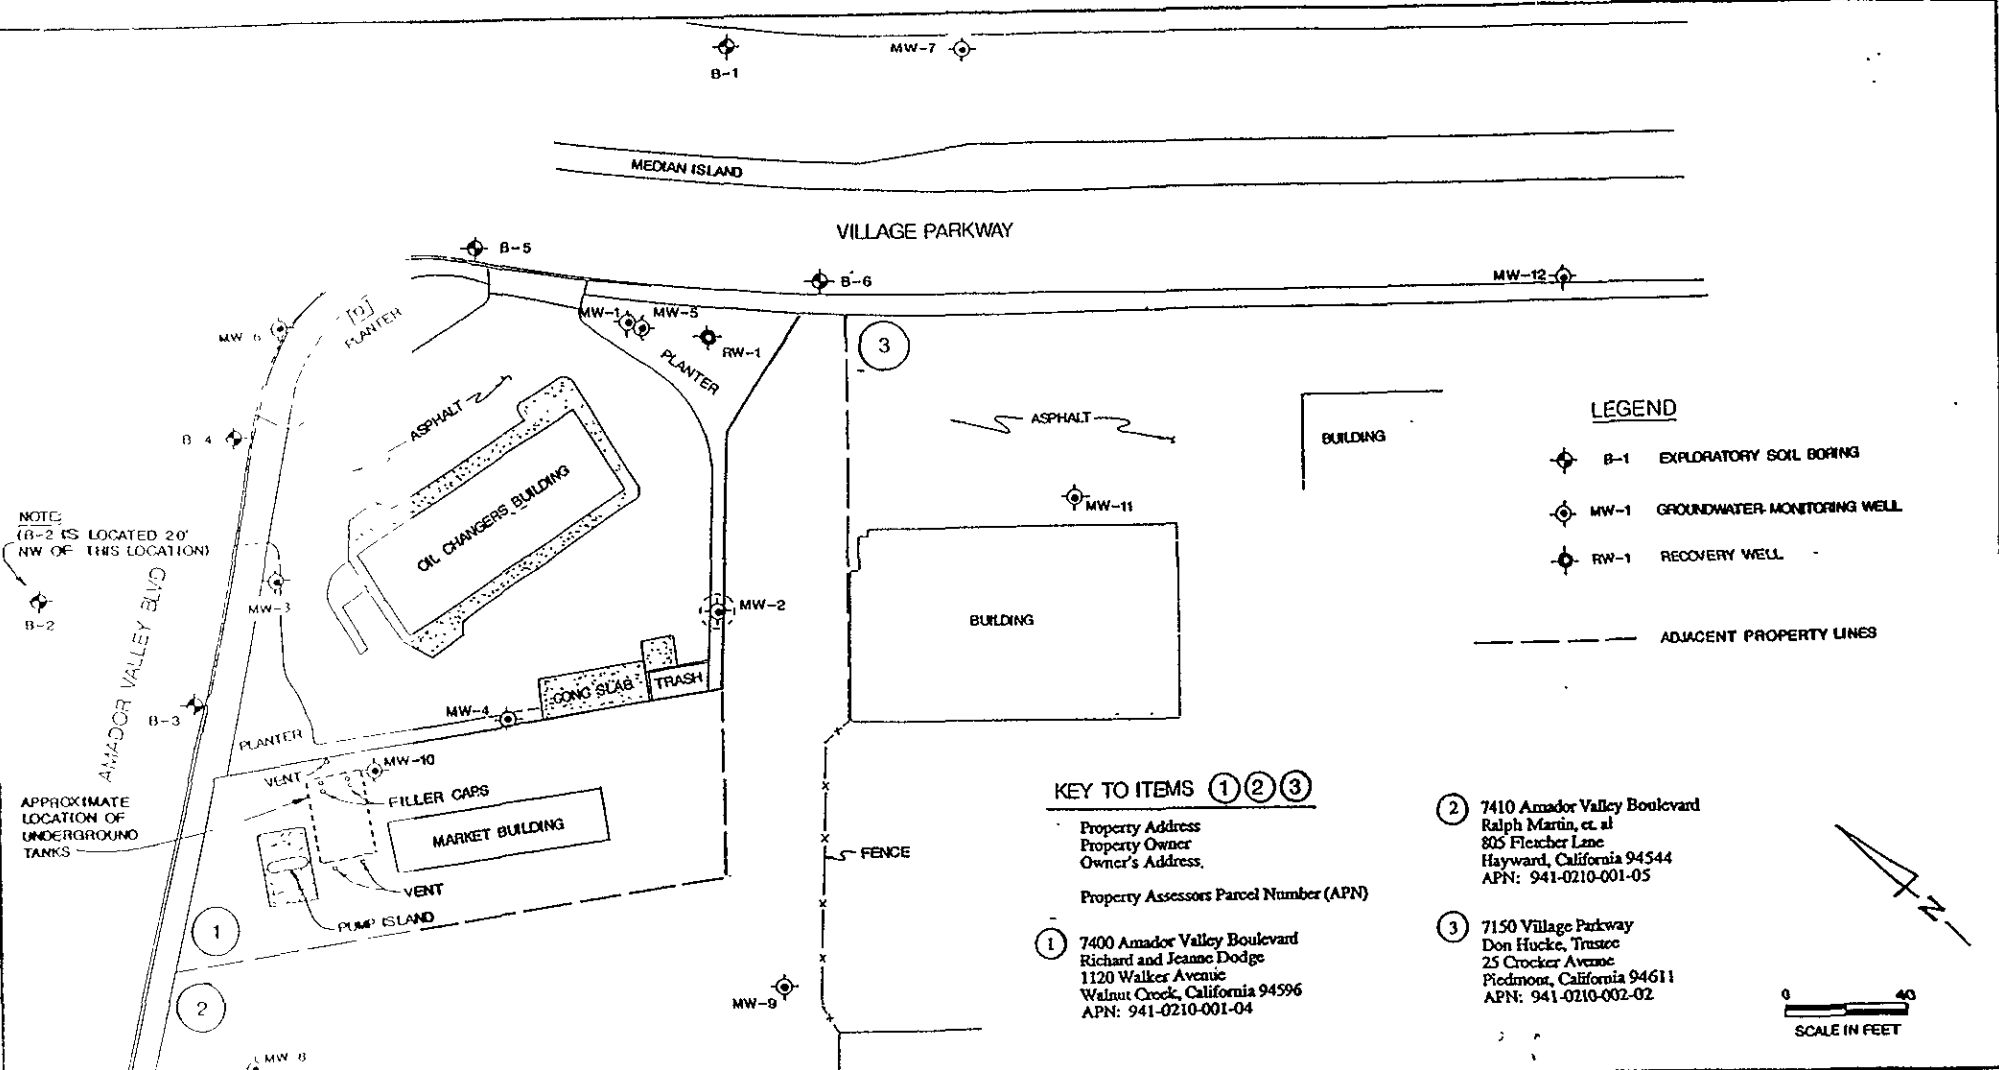 MW-7
B-1
MEDIAN ISLAND
VILLAGE PARKWAY
B-5
B-6
MW-12
MW-1
MW-5
RW-1
PLANTER
MW 6
PLANTER
3
ASPHALT
ASPHALT
BUILDING
B 4
OIL CHANGERS BUILDING
MW-11
NOTE:
(B-2 IS LOCATED 20'
NW OF THIS LOCATION)
B-2
AMADOR VALLEY BLVD
MW-3
MW-2
BUILDING
CONC SLAB
TRASH
MW-4
B-3
PLANTER
VENT
MW-10
FILLER CAPS
MARKET BUILDING
APPROXIMATE
LOCATION OF
UNDERGROUND
TANKS
VENT
PUMP ISLAND
1
2
FENCE
MW-9
MW 8
LEGEND
B-1 EXPLORATORY SOIL BORING
MW-1 GROUNDWATER MONITORING WELL
RW-1 RECOVERY WELL
ADJACENT PROPERTY LINES
KEY TO ITEMS 1 2 3
Property Address
Property Owner
Owner's Address,
Property Assessors Parcel Number (APN)
1 7400 Amador Valley Boulevard
Richard and Jeanne Dodge
1120 Walker Avenue
Walnut Creek, California 94596
APN: 941-0210-001-04
2 7410 Amador Valley Boulevard
Ralph Martin, et. al
805 Fletcher Lane
Hayward, California 94544
APN: 941-0210-001-05
3 7150 Village Parkway
Don Hucke, Trustee
25 Crocker Avenue
Piedmont, California 94611
APN: 941-0210-002-02
N
0 40
SCALE IN FEET